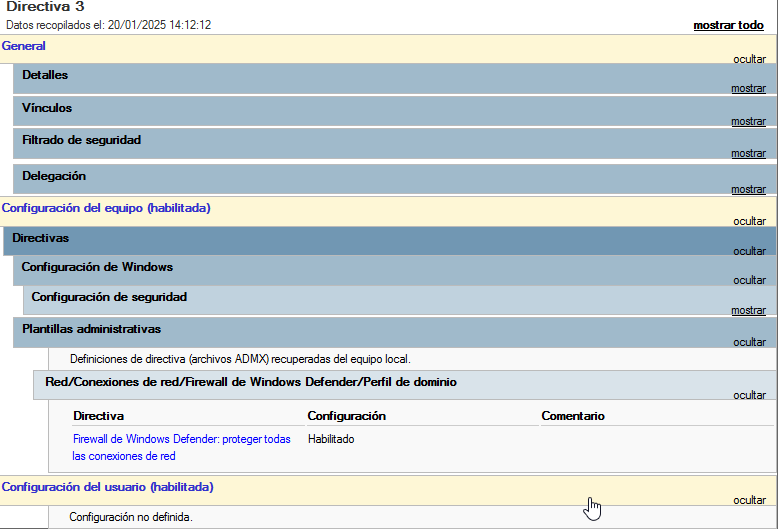 Directiva 3
Datos recopilados el: 20/01/2025 14:12:12
mostrar todo
General
ocultar
Detalles
mostrar
Vínculos
mostrar
Filtrado de seguridad
mostrar
Delegación
mostrar
Configuración del equipo (habilitada)
ocultar
Directivas
ocultar
Configuración de Windows
ocultar
Configuración de seguridad
mostrar
Plantillas administrativas
ocultar
Definiciones de directiva (archivos ADMX) recuperadas del equipo local.
Red/Conexiones de red/Firewall de Windows Defender/Perfil de dominio
ocultar
Directiva Configuración Comentario
Firewall de Windows Defender: proteger todas Habilitado
las conexiones de red
Configuración del usuario (habilitada)
ocultar
Configuración no definida.